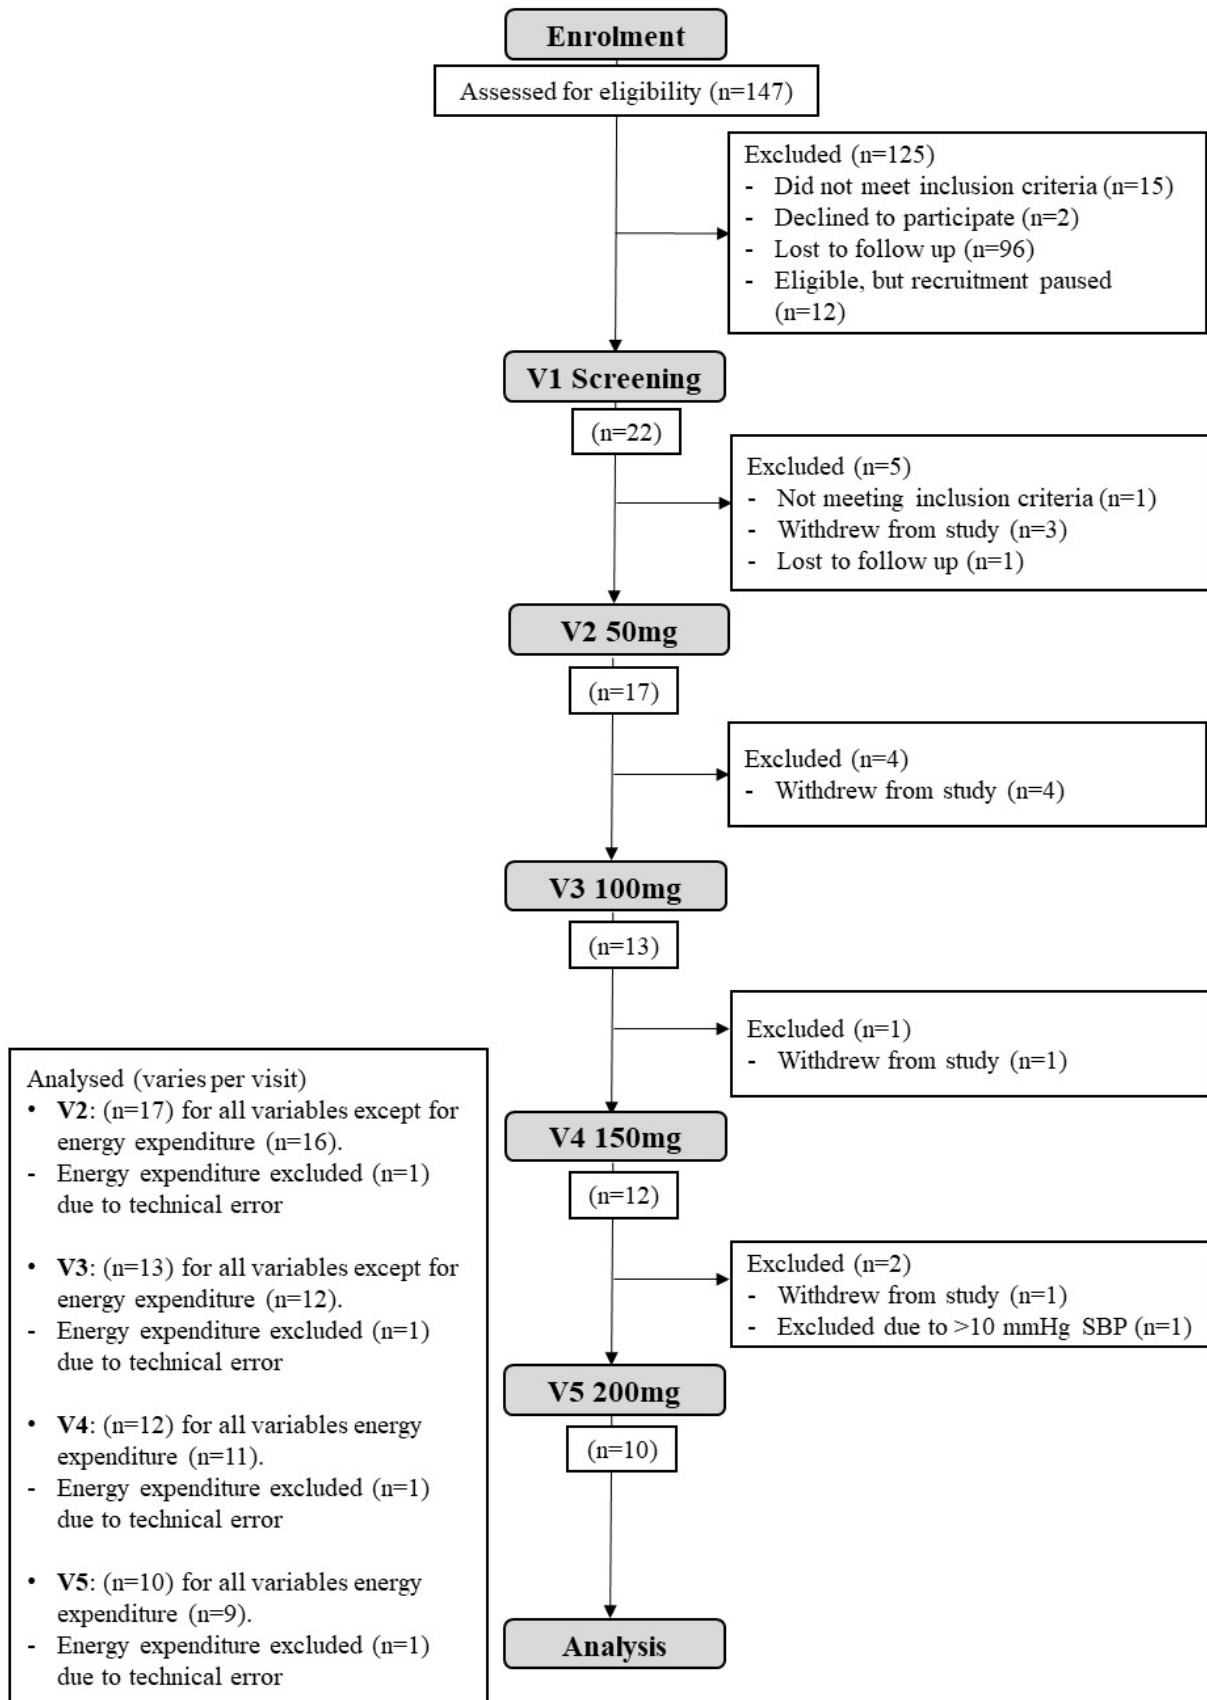 Enrolment
Assessed for eligibility (n=147)
Excluded (n=125)
- Did not meet inclusion criteria (n=15)
- Declined to participate (n=2)
- Lost to follow up (n=96)
- Eligible, but recruitment paused
(n=12)
V1 Screening
(n=22)
Excluded (n=5)
- Not meeting inclusion criteria (n=1)
- Withdrew from study (n=3)
- Lost to follow up (n=1)
V2 50mg
(n=17)
Excluded (n=4)
- Withdrew from study (n=4)
V3 100mg
(n=13)
Excluded (n=1)
- Withdrew from study (n=1)
V4 150mg
(n=12)
Excluded (n=2)
- Withdrew from study (n=1)
- Excluded due to >10 mmHg SBP (n=1)
V5 200mg
(n=10)
Analysed (varies per visit)
• V2: (n=17) for all variables except for
energy expenditure (n=16).
- Energy expenditure excluded (n=1)
due to technical error
• V3: (n=13) for all variables except for
energy expenditure (n=12).
- Energy expenditure excluded (n=1)
due to technical error
• V4: (n=12) for all variables energy
expenditure (n=11).
- Energy expenditure excluded (n=1)
due to technical error
• V5: (n=10) for all variables energy
expenditure (n=9).
- Energy expenditure excluded (n=1)
due to technical error
Analysis